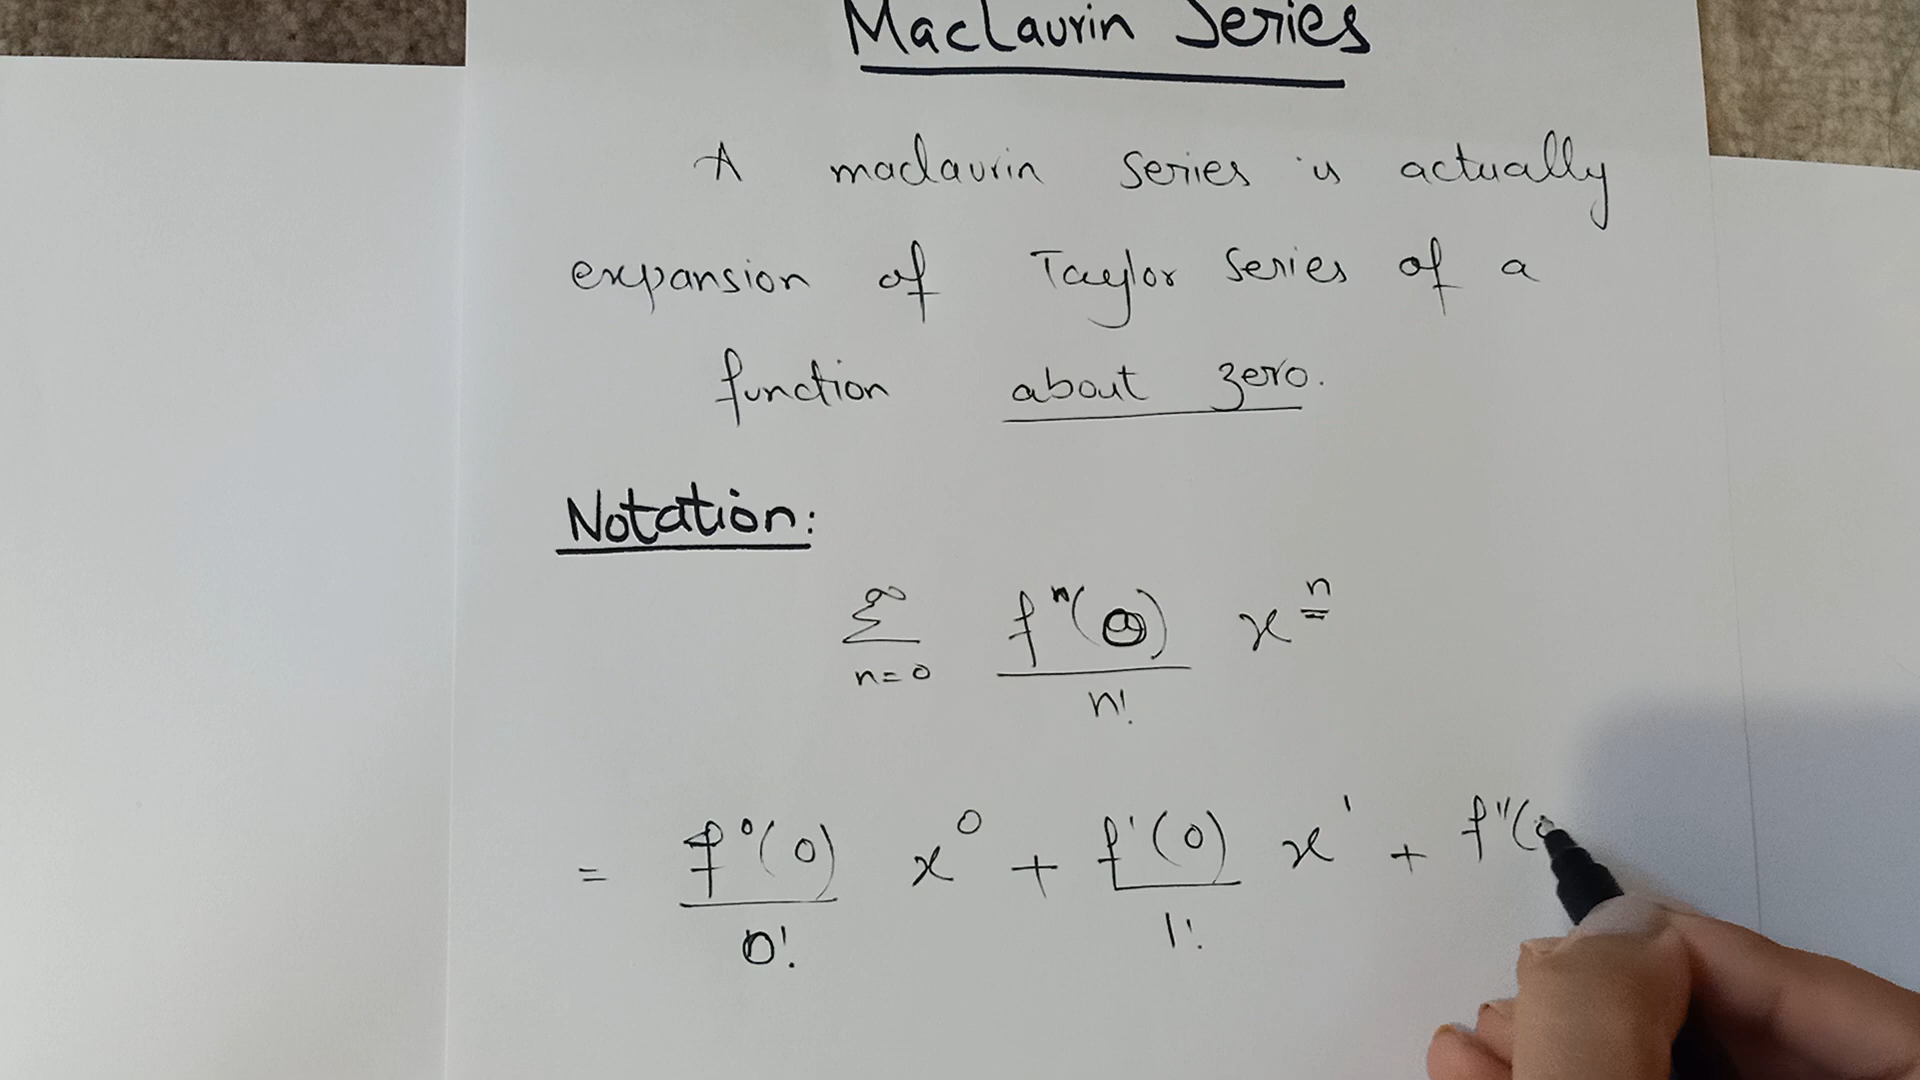 Maclaurin Series
A maclaurin series is actually
expansion of Taylor Series of a
function about zero.
Notation:
∞
∑ fⁿ(0) xⁿ
n=0 n!
= f⁰(0) x⁰ + f'(0) x¹ + f''(0
0! 1!